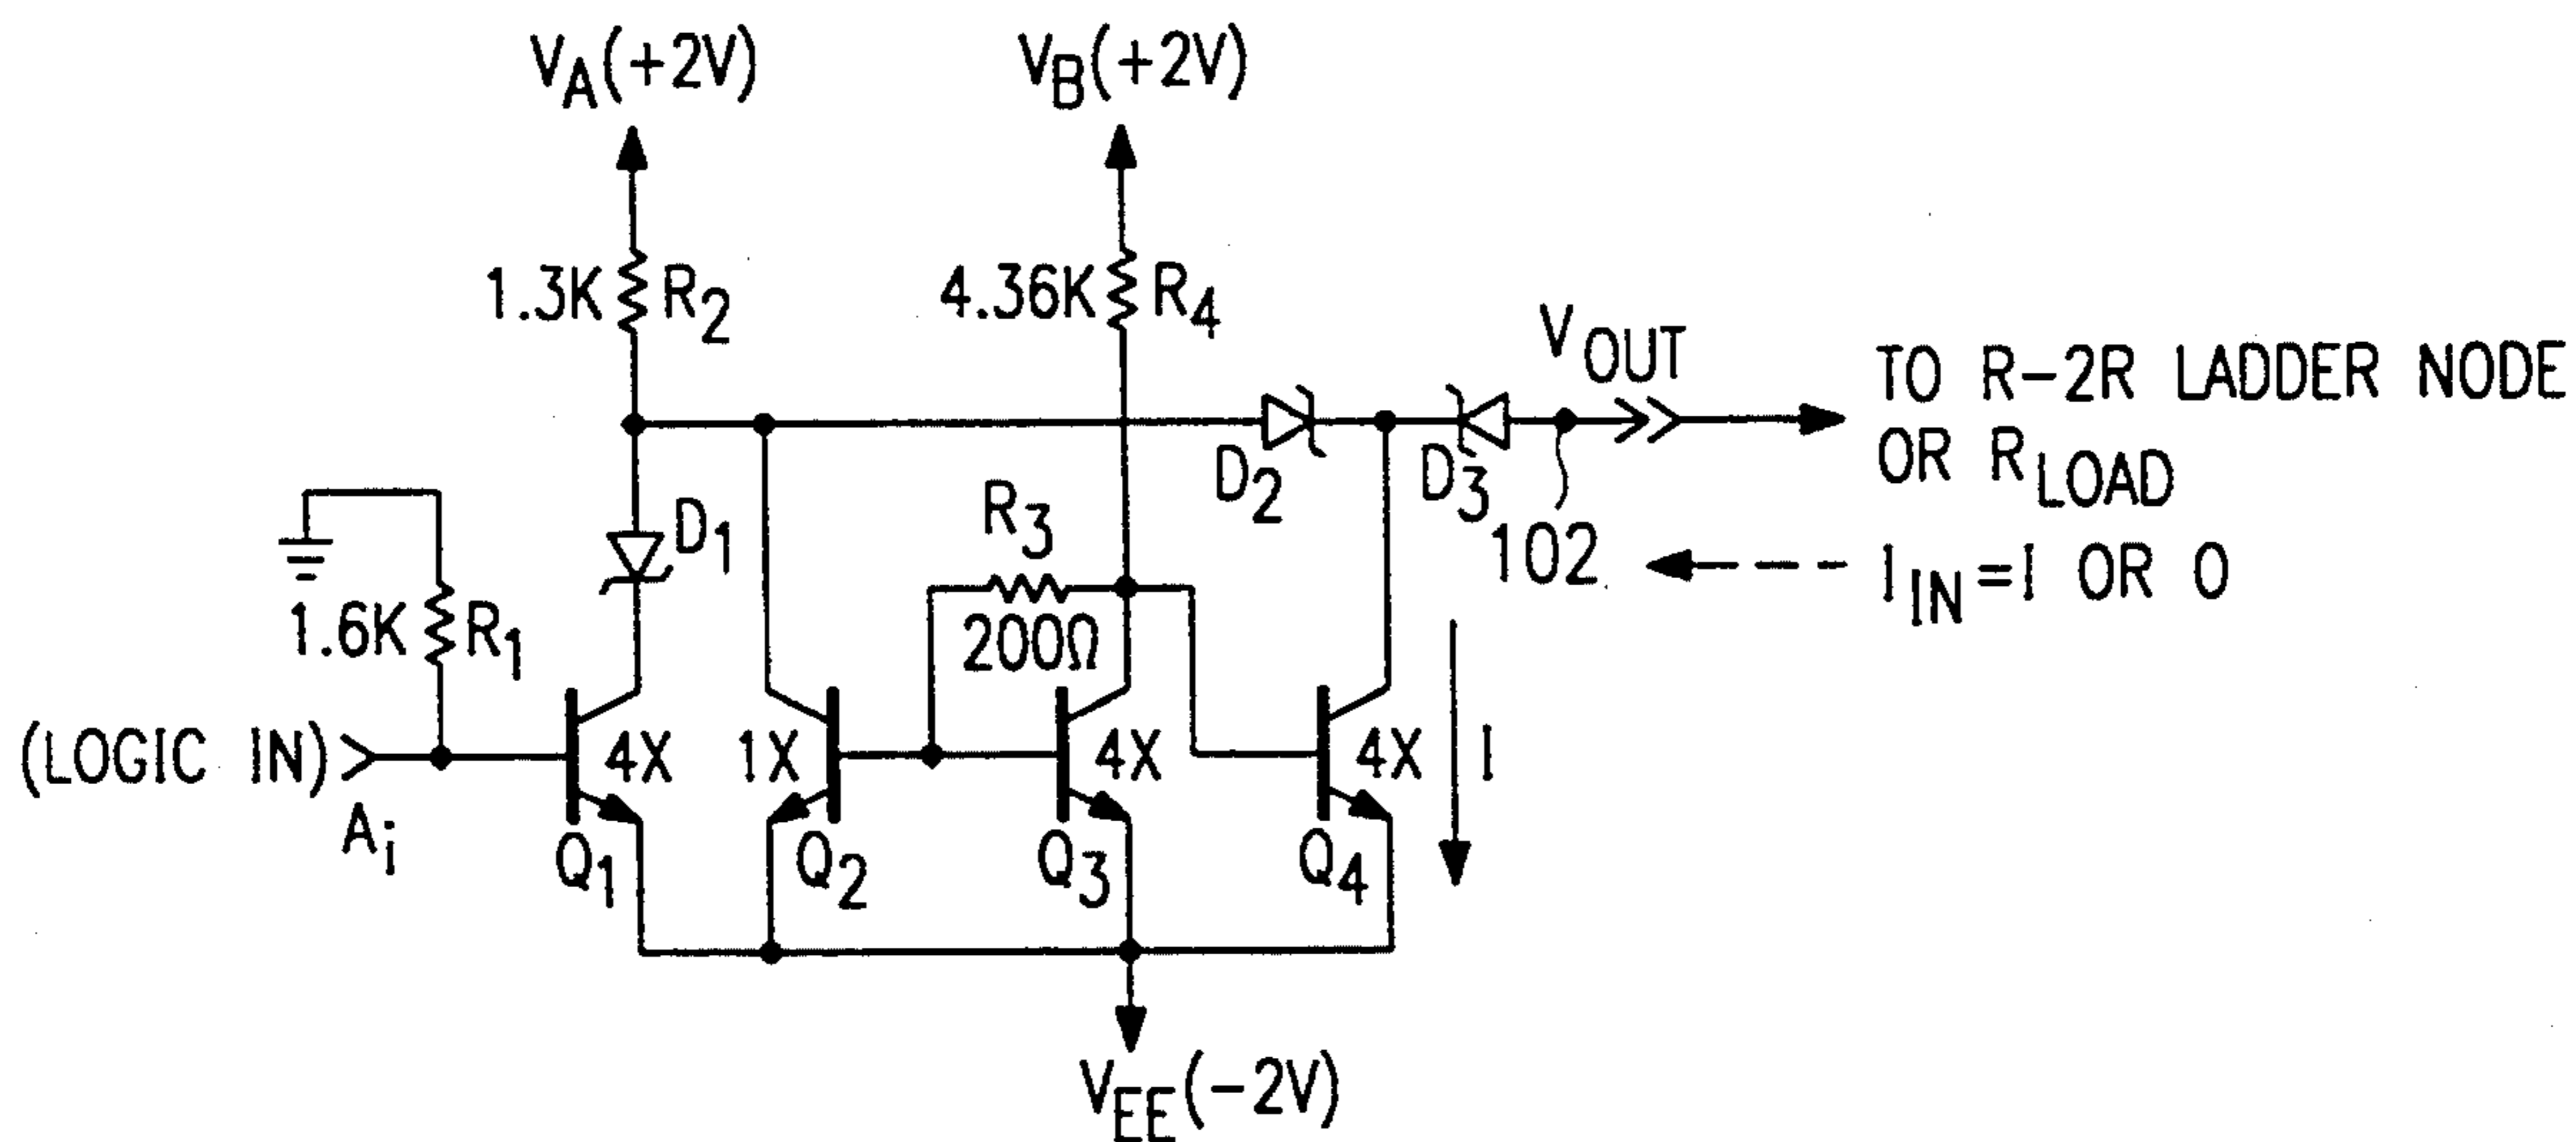 V_A(+2V)
V_B(+2V)
1.3K R_2
4.36K R_4
V_OUT
TO R-2R LADDER NODE
OR R_LOAD
D_2
D_3
102
I_IN=I OR 0
D_1
R_3
200Ω
1.6K R_1
(LOGIC IN)
A_i
4X
Q_1
1X
Q_2
4X
Q_3
4X
Q_4
I
V_EE(-2V)